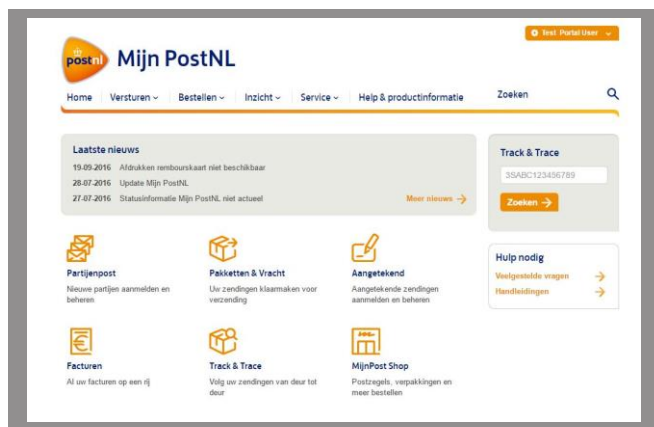 Test Portal User
postnl
Mijn PostNL
Home Versturen Bestellen Inzicht Service Help & productinformatie Zoeken
Laatste nieuws
19-09-2016 Afdrukken rembourskaart niet beschikbaar
28-07-2016 Update Mijn PostNL
27-07-2016 Statusinformatie Mijn PostNL niet actueel
Meer nieuws
Track & Trace
3SABC123456789
Zoeken
Hulp nodig
Veelgestelde vragen
Handleidingen
Partijenpost
Nieuwe partijen aanmelden en
beheren
Pakketten & Vracht
Uw zendingen klaarmaken voor
verzending
Aangetekend
Aangetekende zendingen
aanmelden en beheren
Facturen
Al uw facturen op een rij
Track & Trace
Volg uw zendingen van deur tot
deur
MijnPost Shop
Postzegels, verpakkingen en
meer bestellen